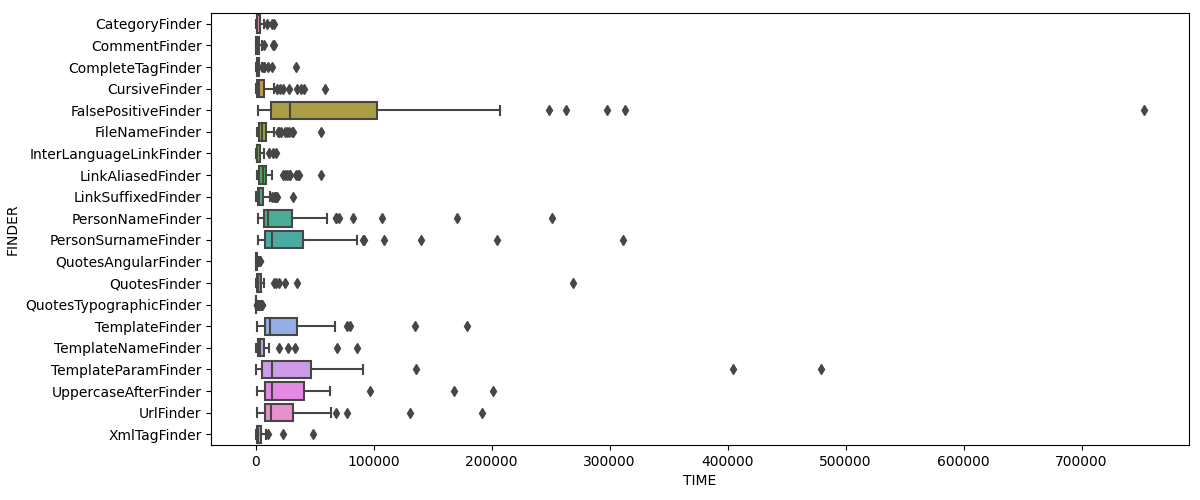 CategoryFinder
CommentFinder
CompleteTagFinder
CursiveFinder
FalsePositiveFinder
FileNameFinder
InterLanguageLinkFinder
LinkAliasedFinder
LinkSuffixedFinder
PersonNameFinder
PersonSurnameFinder
QuotesAngularFinder
QuotesFinder
QuotesTypographicFinder
TemplateFinder
TemplateNameFinder
TemplateParamFinder
UppercaseAfterFinder
UrlFinder
XmlTagFinder
FINDER
0 100000 200000 300000 400000 500000 600000 700000
TIME